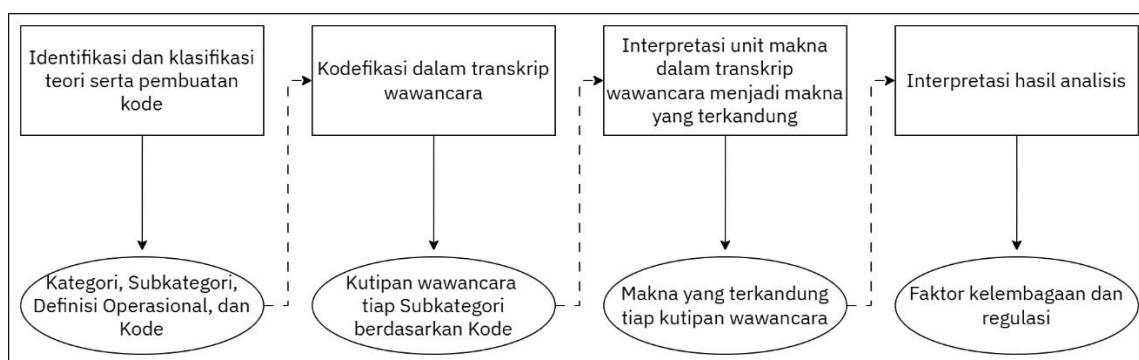 Identifikasi dan klasifikasi
teori serta pembuatan
kode
Kodefikasi dalam transkrip
wawancara
Interpretasi unit makna
dalam transkrip
wawancara menjadi makna
yang terkandung
Interpretasi hasil analisis
Kategori, Subkategori,
Definisi Operasional, dan
Kode
Kutipan wawancara
tiap Subkategori
berdasarkan Kode
Makna yang terkandung
tiap kutipan wawancara
Faktor kelembagaan dan
regulasi